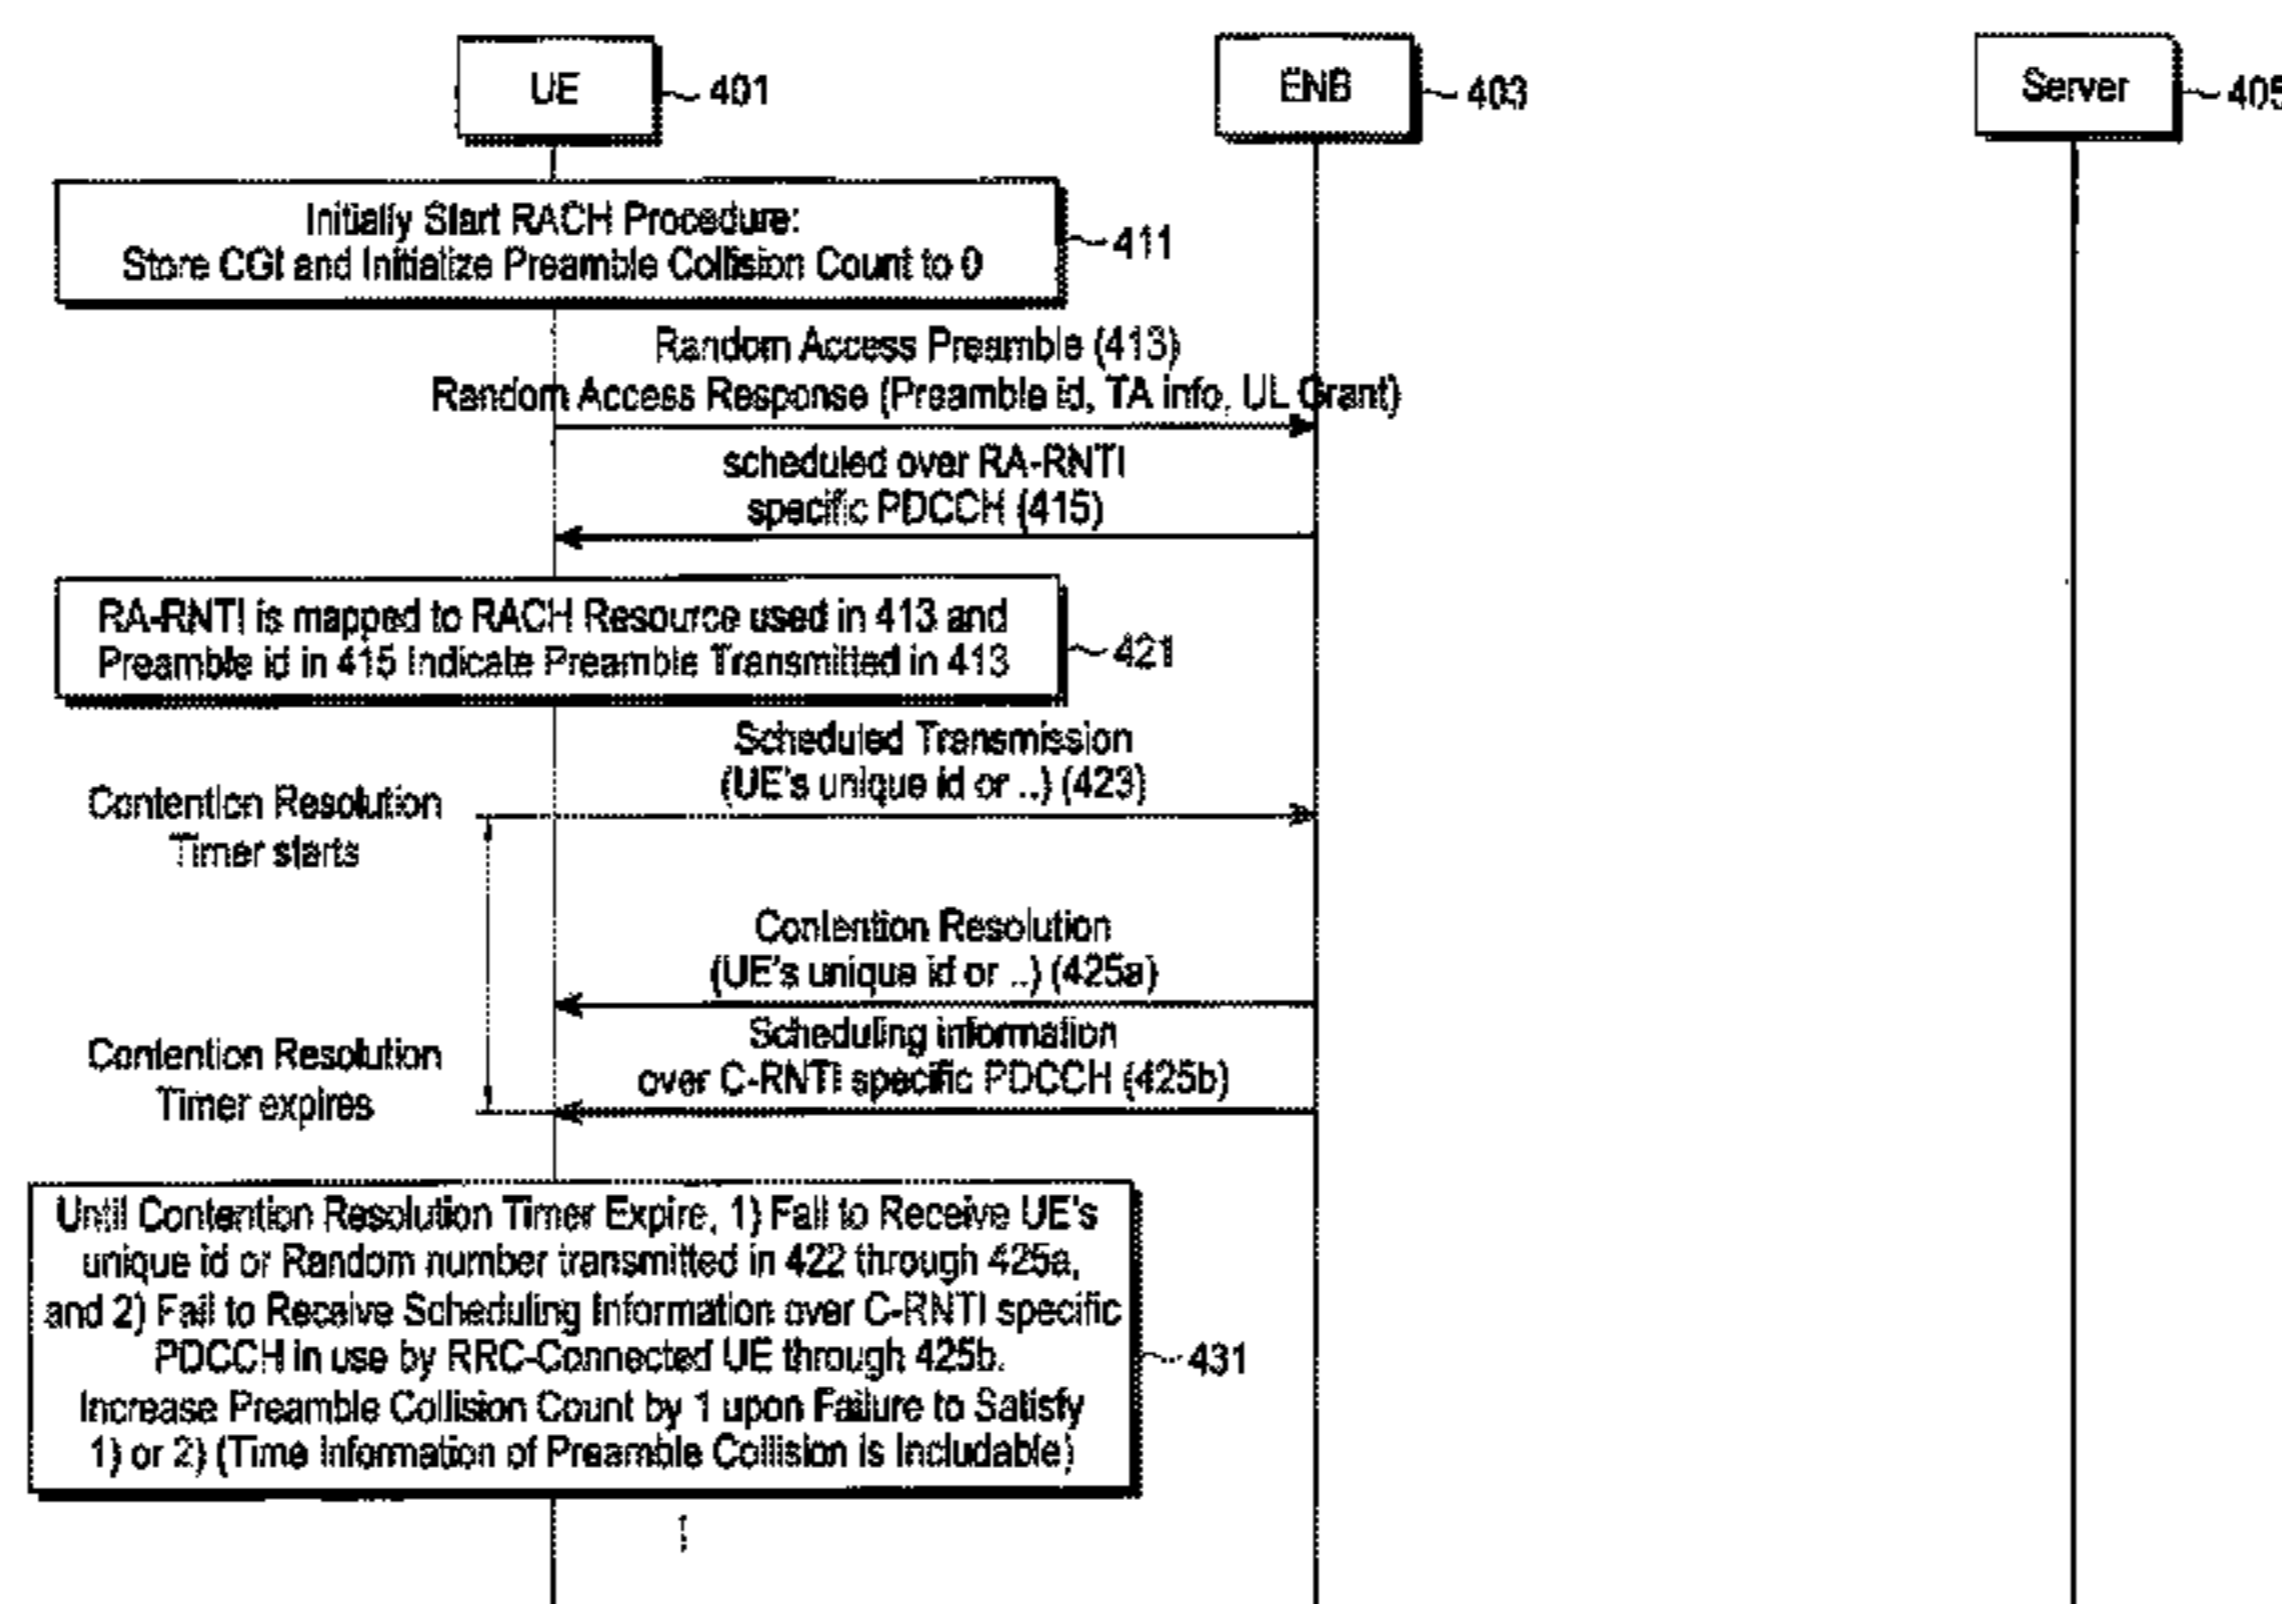 UE
401
ENB
403
Server
405
Initially Start RACH Procedure:
Store CGI and Initialize Preamble Collision Count to 0
411
Random Access Preamble (413)
Random Access Response (Preamble id, TA info, UL Grant)
scheduled over RA-RNTI
specific PDCCH (415)
RA-RNTI is mapped to RACH Resource used in 413 and
Preamble id in 415 Indicate Preamble Transmitted in 413
421
Scheduled Transmission
(UE's unique id or ..) (423)
Contention Resolution
Timer starts
Contention Resolution
(UE's unique id or ..) (425a)
Scheduling information
over C-RNTI specific PDCCH (425b)
Contention Resolution
Timer expires
Until Contention Resolution Timer Expire, 1) Fail to Receive UE's
unique id or Random number transmitted in 422 through 425a,
and 2) Fail to Receive Scheduling Information over C-RNTI specific
PDCCH in use by RRC-Connected UE through 425b.
Increase Preamble Collision Count by 1 upon Failure to Satisfy
1) or 2) (Time Information of Preamble Collision is Includable)
431